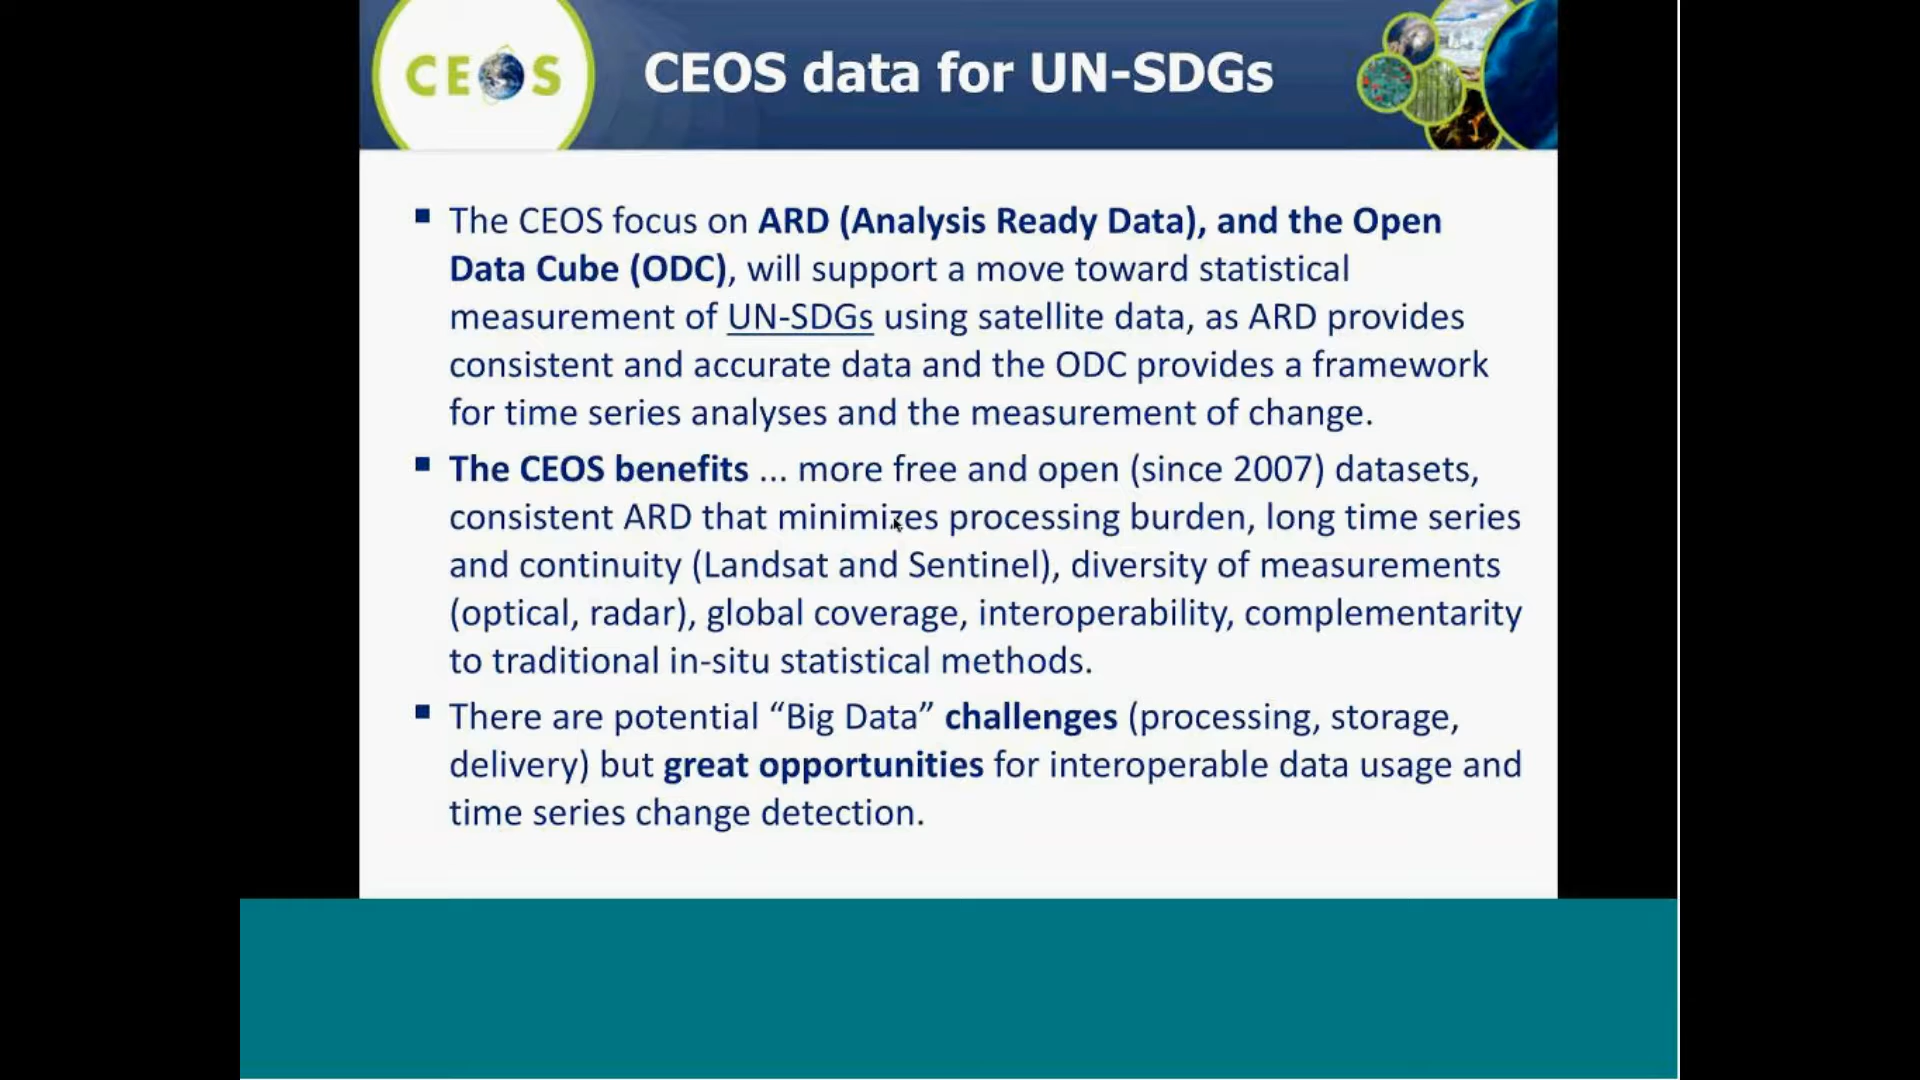 CEOS
CEOS data for UN-SDGs
▪ The CEOS focus on ARD (Analysis Ready Data), and the Open
Data Cube (ODC), will support a move toward statistical
measurement of UN-SDGs using satellite data, as ARD provides
consistent and accurate data and the ODC provides a framework
for time series analyses and the measurement of change.
▪ The CEOS benefits ... more free and open (since 2007) datasets,
consistent ARD that minimizes processing burden, long time series
and continuity (Landsat and Sentinel), diversity of measurements
(optical, radar), global coverage, interoperability, complementarity
to traditional in-situ statistical methods.
▪ There are potential “Big Data” challenges (processing, storage,
delivery) but great opportunities for interoperable data usage and
time series change detection.